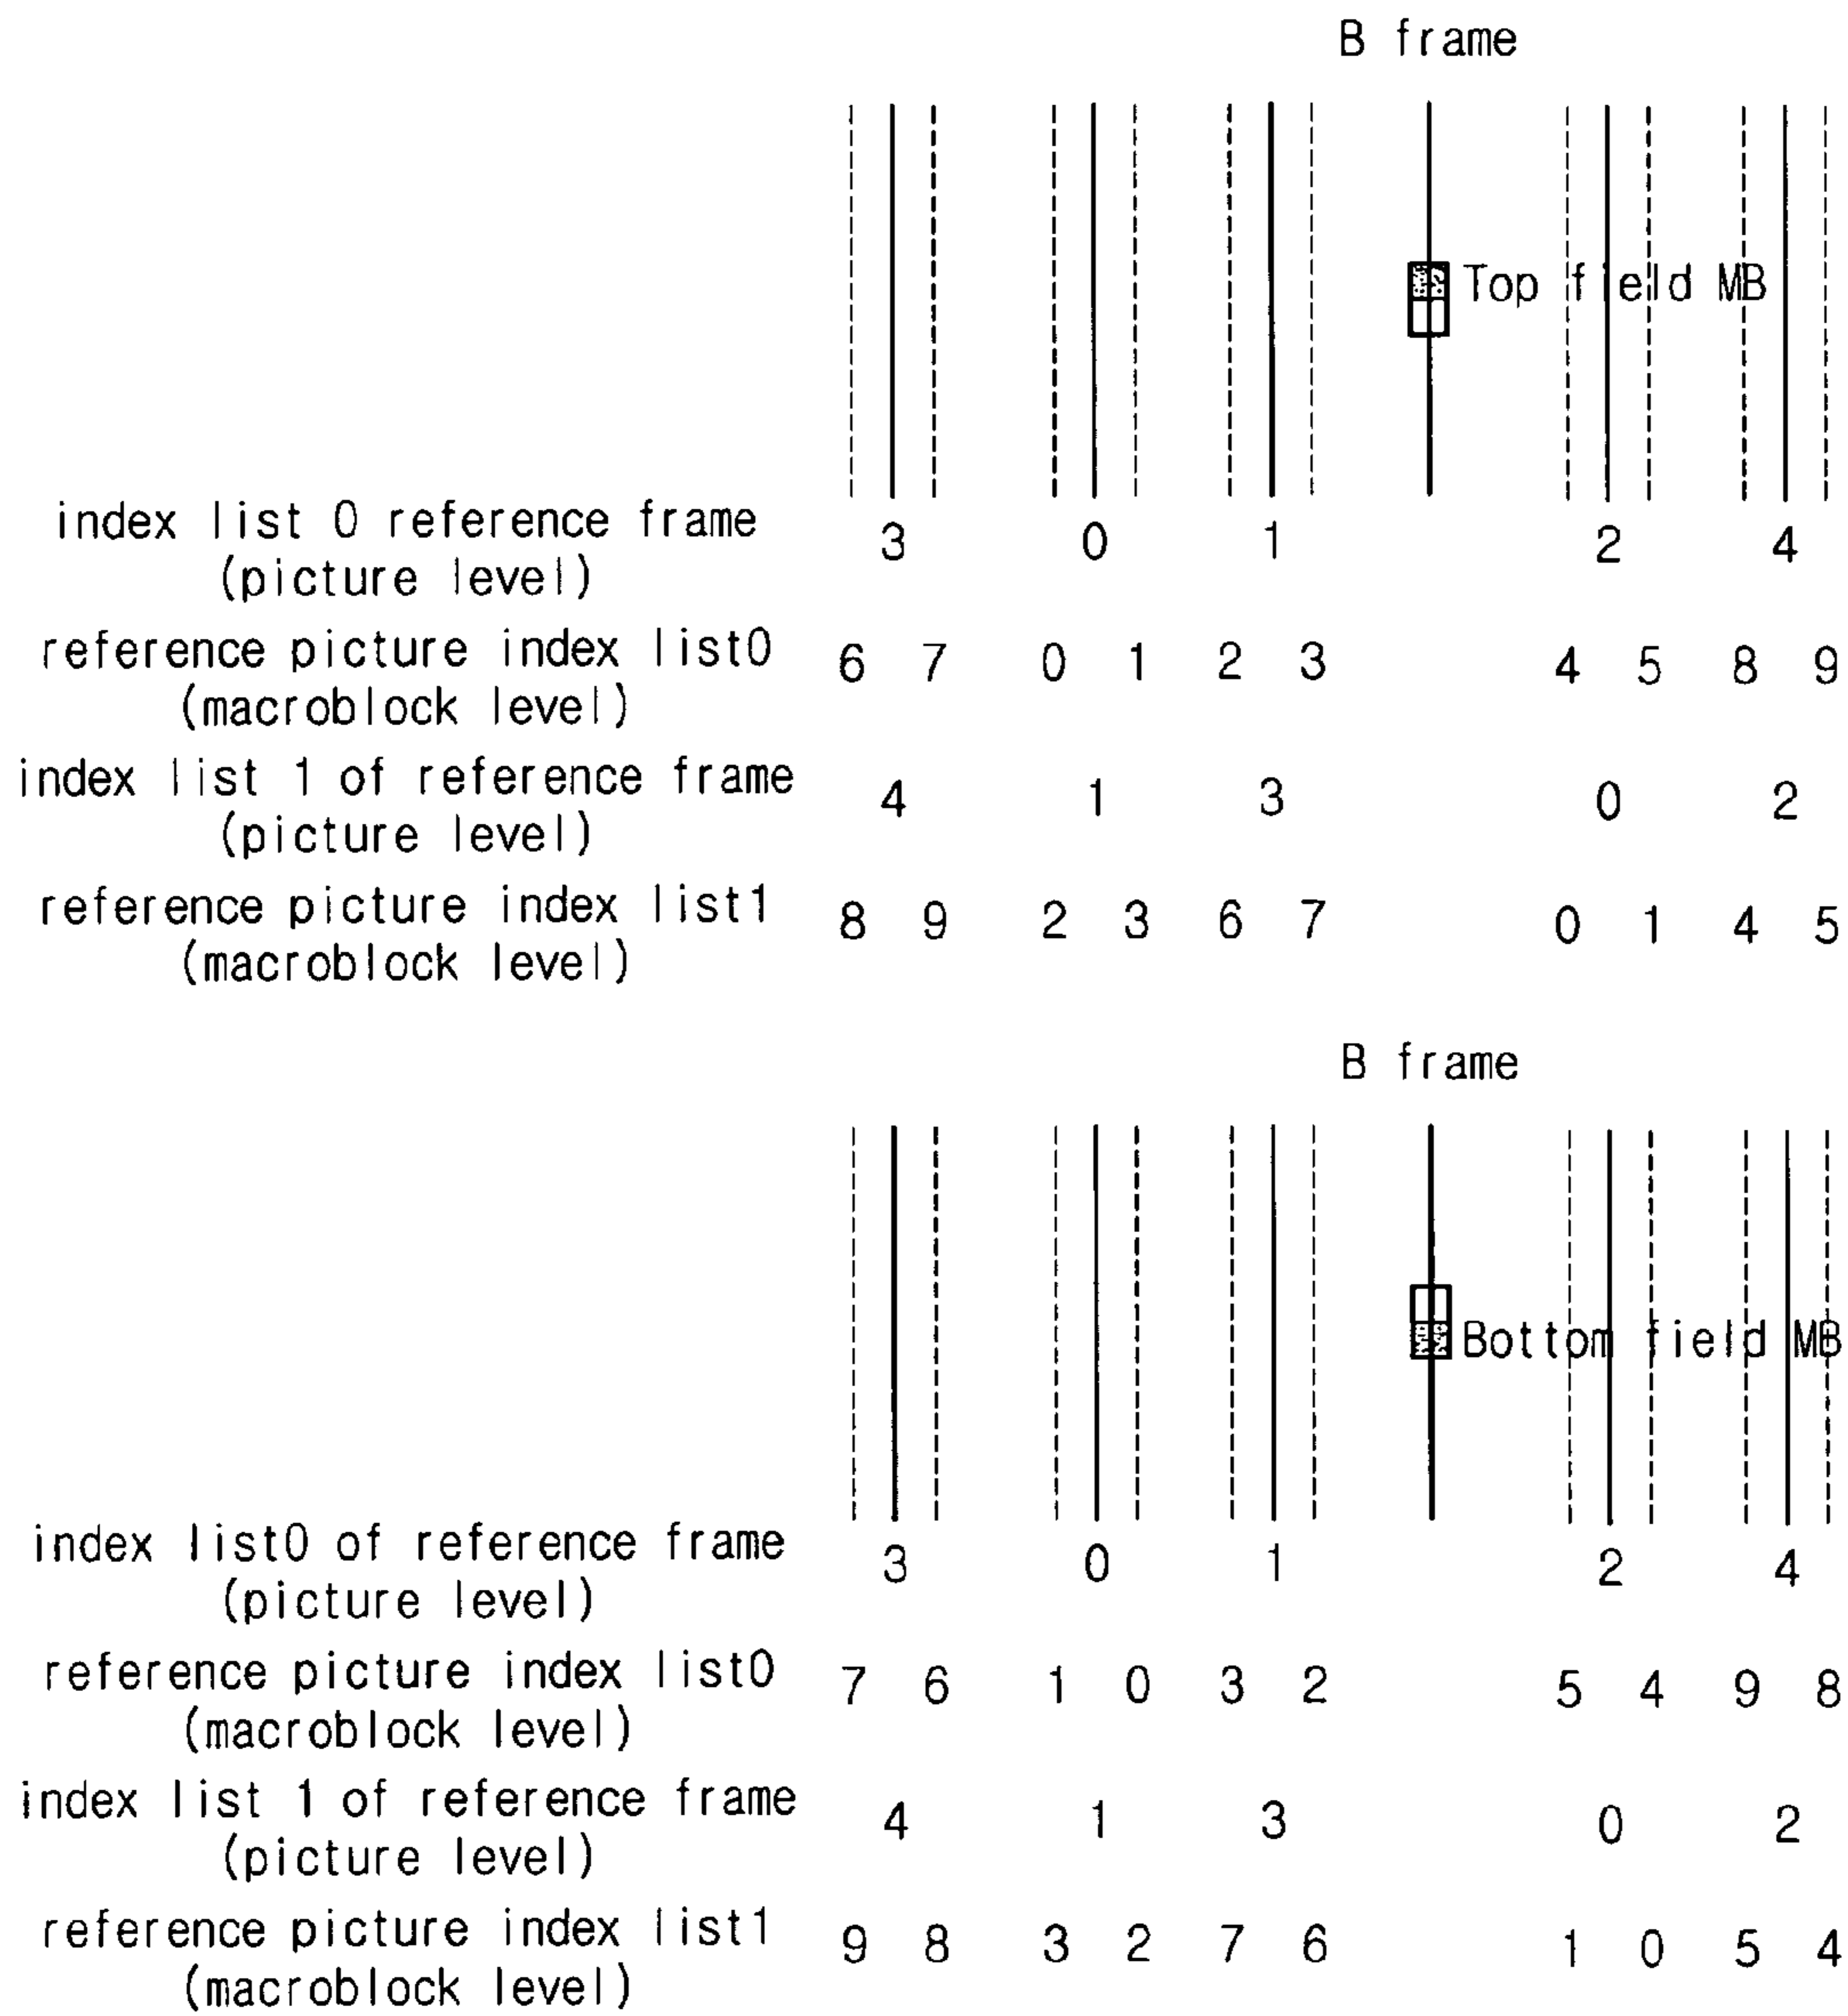 B frame
Top field MB
index list 0 reference frame 3 0 1 2 4
(picture level)
reference picture index list0 6 7 0 1 2 3 4 5 8 9
(macroblock level)
index list 1 of reference frame 4 1 3 0 2
(picture level)
reference picture index list1 8 9 2 3 6 7 0 1 4 5
(macroblock level)
B frame
Bottom field MB
index list0 of reference frame 3 0 1 2 4
(picture level)
reference picture index list0 7 6 1 0 3 2 5 4 9 8
(macroblock level)
index list 1 of reference frame 4 1 3 0 2
(picture level)
reference picture index list1 9 8 3 2 7 6 1 0 5 4
(macroblock level)